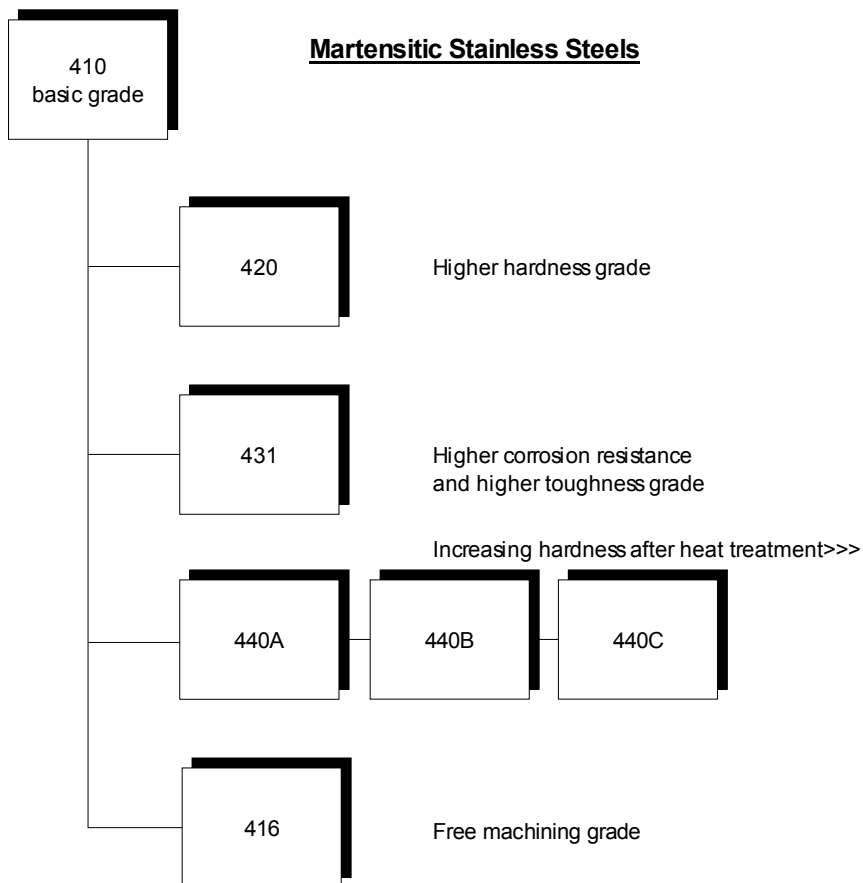 Martensitic Stainless Steels
410
basic grade
420
Higher hardness grade
431
Higher corrosion resistance
and higher toughness grade
Increasing hardness after heat treatment>>>
440A
440B
440C
416
Free machining grade